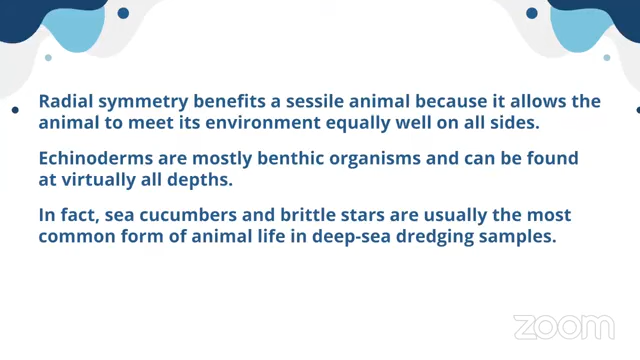 Radial symmetry benefits a sessile animal because it allows the
animal to meet its environment equally well on all sides.
Echinoderms are mostly benthic organisms and can be found
at virtually all depths.
In fact, sea cucumbers and brittle stars are usually the most
common form of animal life in deep-sea dredging samples.
zoom